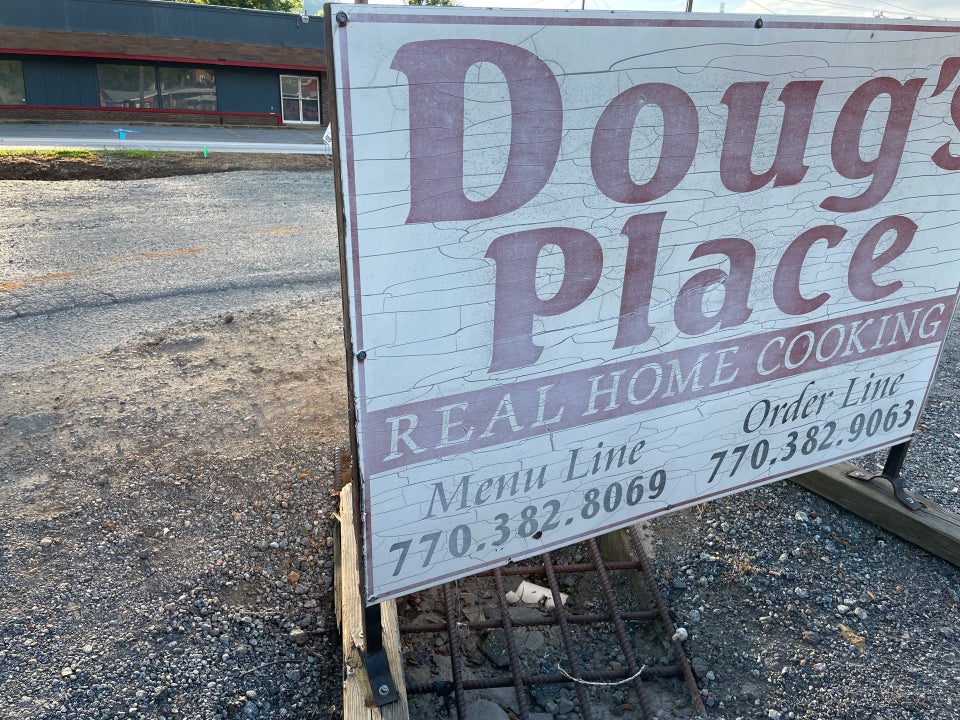 Doug's
Place
REAL HOME COOKING
Menu Line
770.382.8069
Order Line
770.382.9063